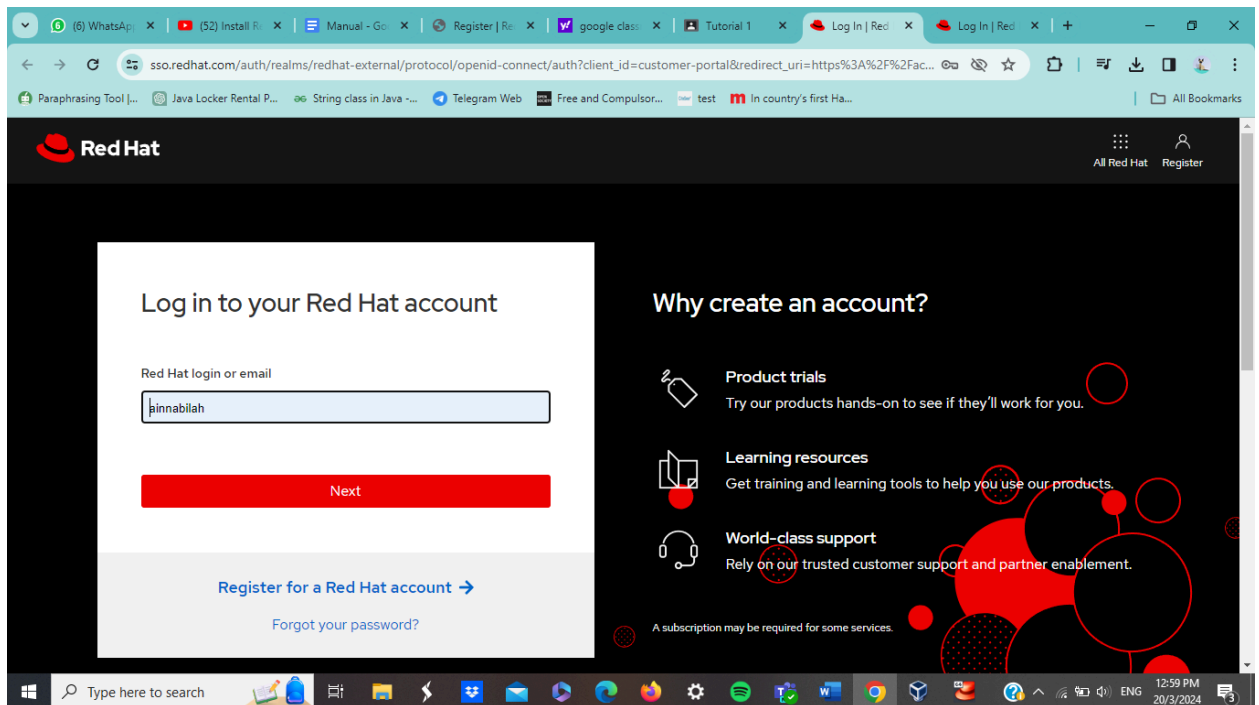 (6) WhatsAp
(52) Install R
Manual - Go
Register | Re
google class
Tutorial 1
Log In | Red
Log In | Red
sso.redhat.com/auth/realms/redhat-external/protocol/openid-connect/auth?client_id=customer-portal&redirect_uri=https%3A%2F%2Fac...
Paraphrasing Tool |...
Java Locker Rental P...
String class in Java -...
Telegram Web
Free and Compulsor...
test
In country's first Ha...
All Bookmarks
Red Hat
All Red Hat
Register
Log in to your Red Hat account
Red Hat login or email
ainnabilah
Next
Register for a Red Hat account →
Forgot your password?
Why create an account?
Product trials
Try our products hands-on to see if they'll work for you.
Learning resources
Get training and learning tools to help you use our products.
World-class support
Rely on our trusted customer support and partner enablement.
A subscription may be required for some services.
Type here to search
ENG
12:59 PM
20/3/2024